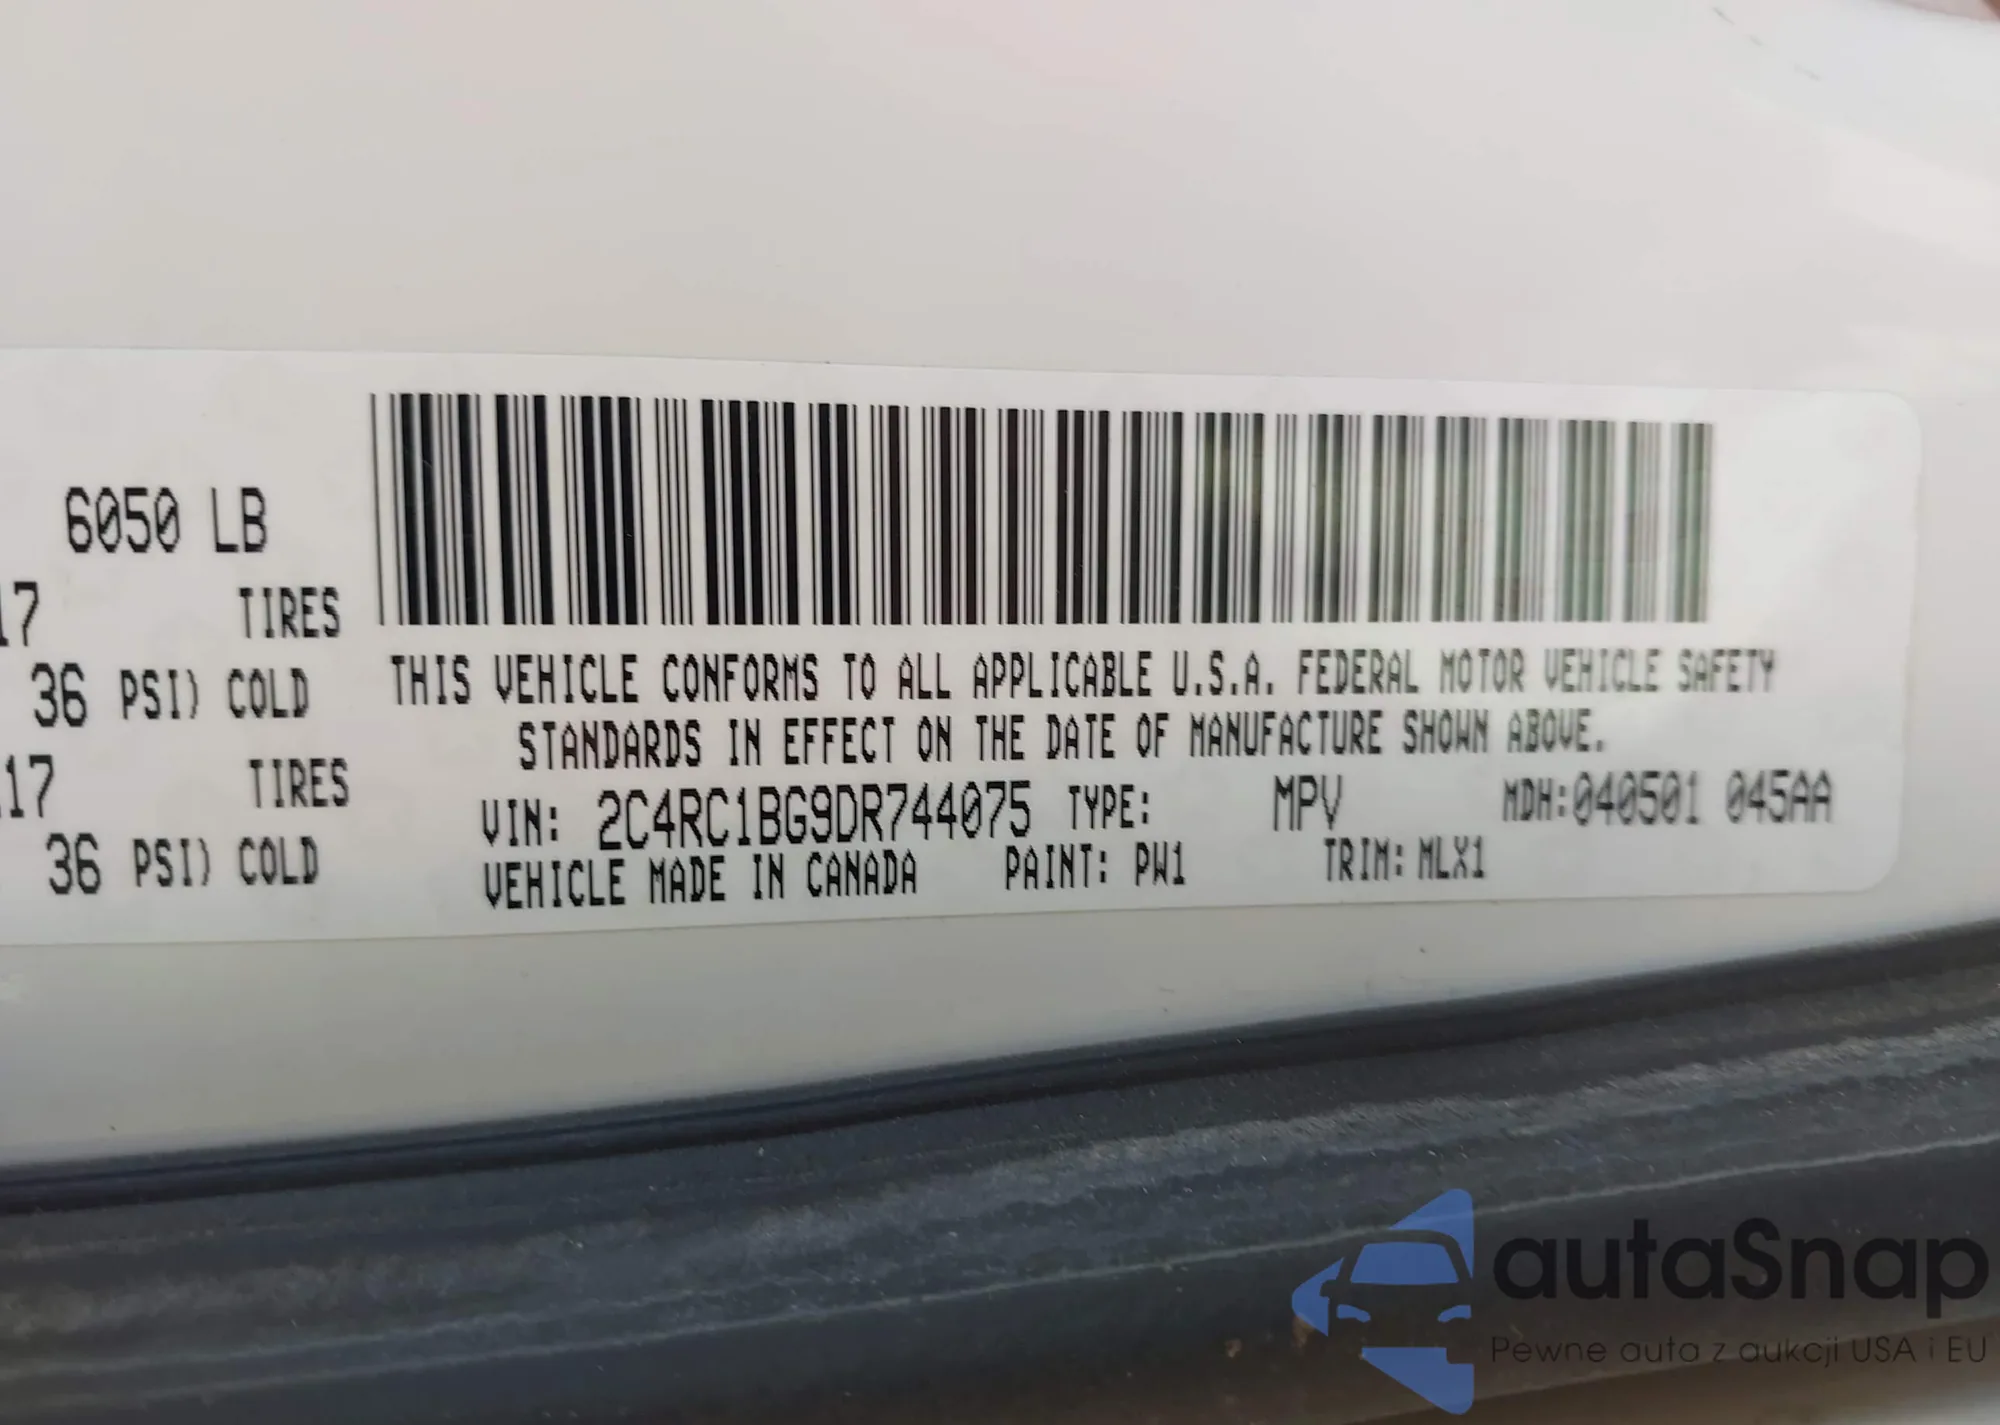 6050 LB
17 TIRES
36 PSI) COLD
17 TIRES
36 PSI) COLD
THIS VEHICLE CONFORMS TO ALL APPLICABLE U.S.A. FEDERAL MOTOR VEHICLE SAFETY
STANDARDS IN EFFECT ON THE DATE OF MANUFACTURE SHOWN ABOVE.
VIN: 2C4RC1BG9DR744075 TYPE: MPV MDH:040501 045AA
VEHICLE MADE IN CANADA PAINT: PW1 TRIM: MLX1
autaSnap
Pewne auta z aukcji USA i EU